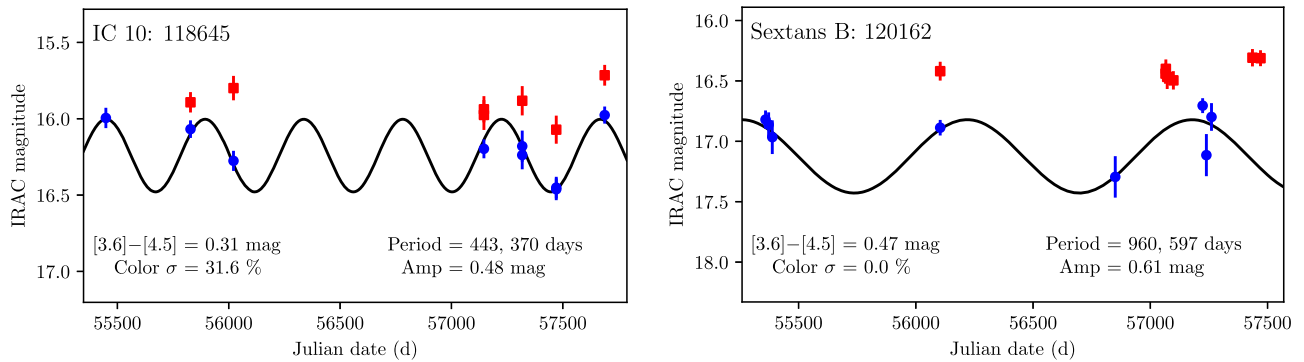 IC 10: 118645
IRAC magnitude
15.5
16.0
16.5
17.0
[3.6]−[4.5] = 0.31 mag
Color σ = 31.6 %
Period = 443, 370 days
Amp = 0.48 mag
55500 56000 56500 57000 57500
Julian date (d)
Sextans B: 120162
IRAC magnitude
16.0
16.5
17.0
17.5
18.0
[3.6]−[4.5] = 0.47 mag
Color σ = 0.0 %
Period = 960, 597 days
Amp = 0.61 mag
55500 56000 56500 57000 57500
Julian date (d)